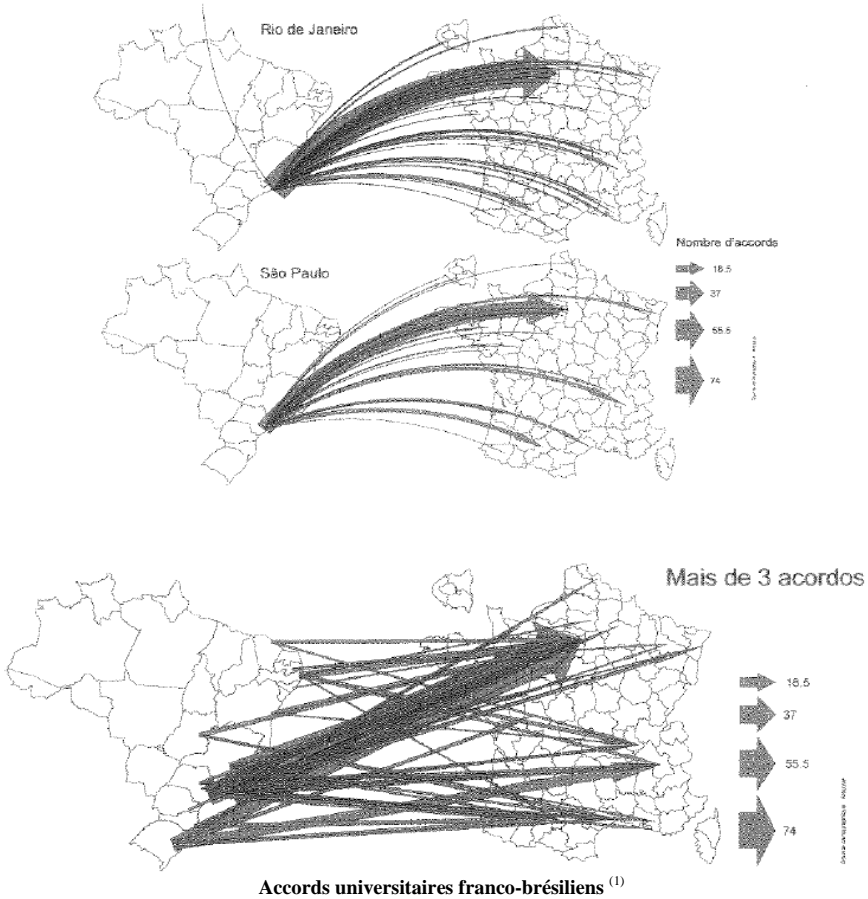 Rio de Janeiro
Nombre d'accords
18.5
37
55.5
74
São Paulo
Mais de 3 acordos
18.5
37
55.5
74
Accords universitaires franco-brésiliens (1)